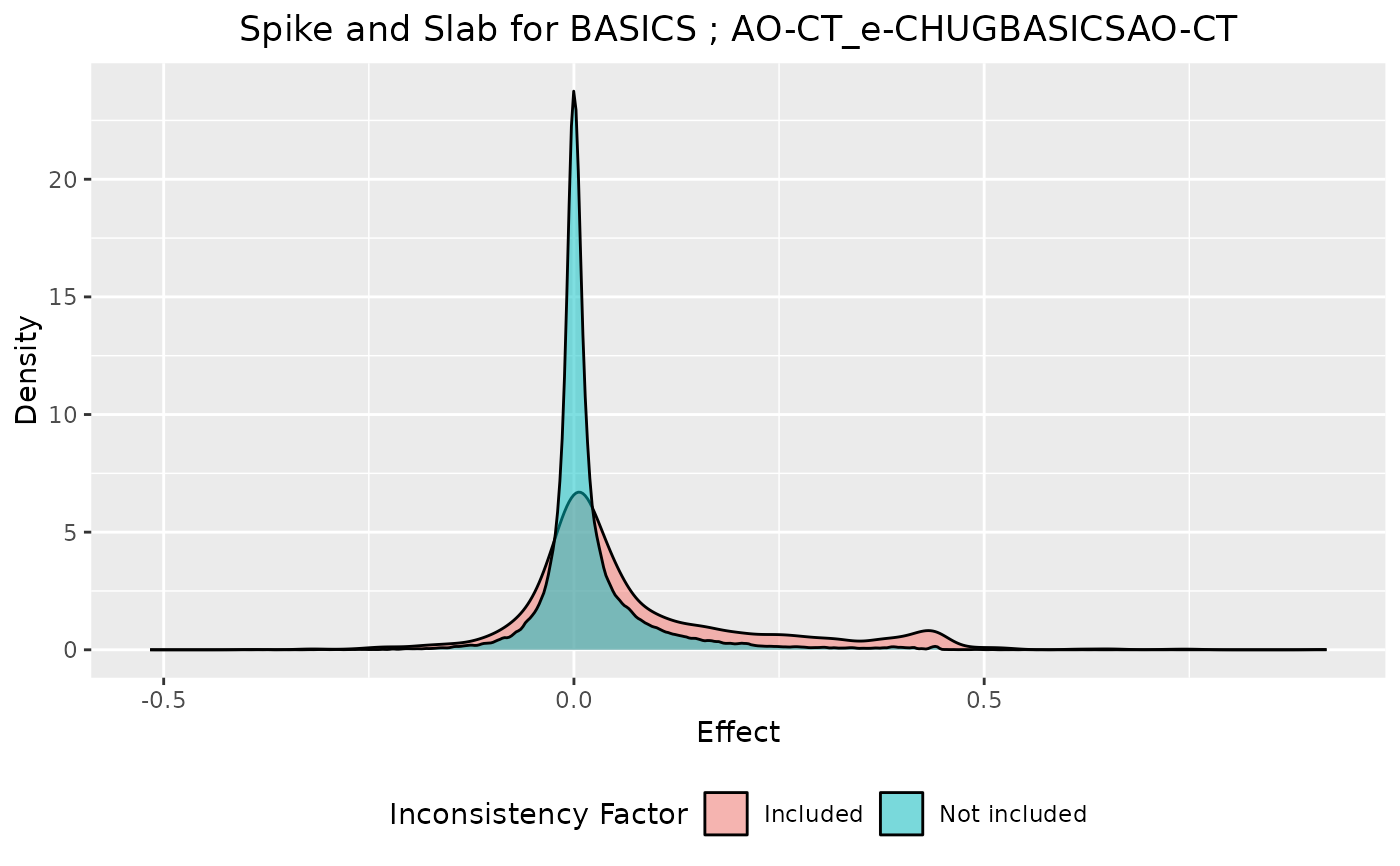 Spike and Slab for BASICS ; AO-CT_e-CHUGBASICSAO-CT
20
15
10
5
0
Density
-0.5 0.0 0.5
Effect
Inconsistency Factor Included Not included